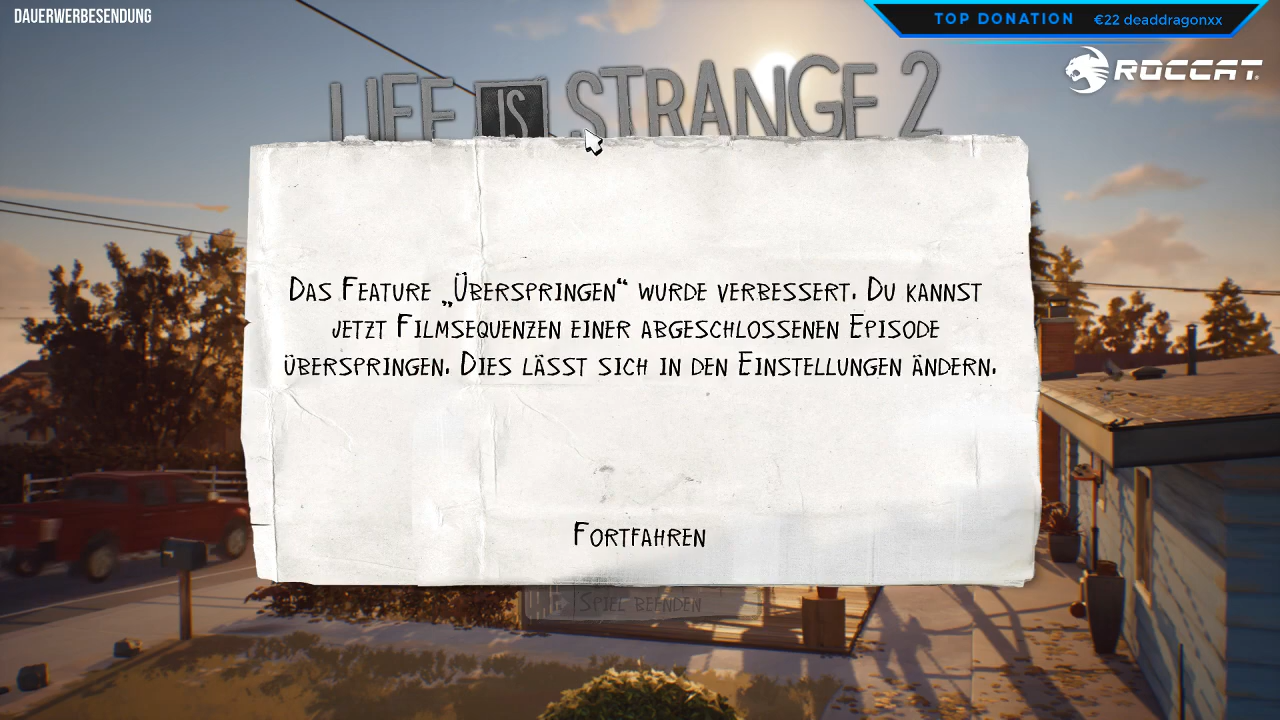 DAUERWERBESENDUNG
TOP DONATION €22 deaddragonxx
ROCCAT
LIFE IS STRANGE 2
Das Feature „Überspringen“ wurde verbessert. Du kannst
jetzt Filmsequenzen einer abgeschlossenen Episode
überspringen. Dies lässt sich in den Einstellungen ändern.
Fortfahren
Spiel beenden